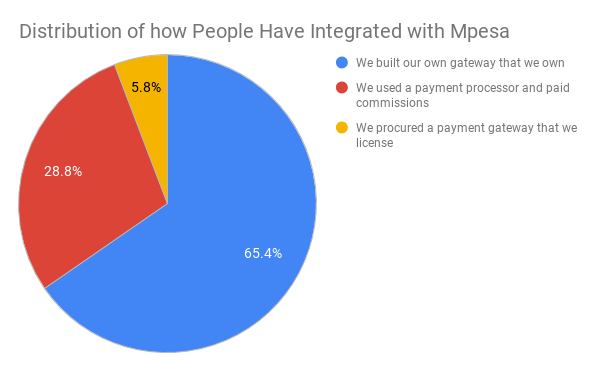 Distribution of how People Have Integrated with Mpesa
We built our own gateway that we own
We used a payment processor and paid
commissions
We procured a payment gateway that we
license
5.8%
28.8%
65.4%